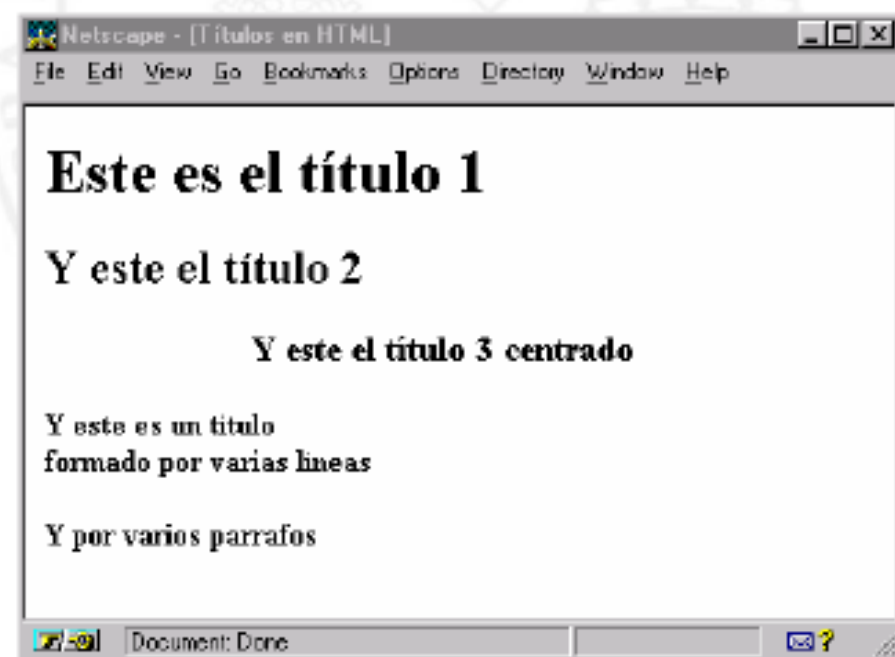 Netscape - [Títulos en HTML]
File Edit View Go Bookmarks Options Directory Window Help
Este es el título 1
Y este el título 2
Y este el título 3 centrado
Y este es un titulo
formado por varias lineas
Y por varios parrafos
Document: Done